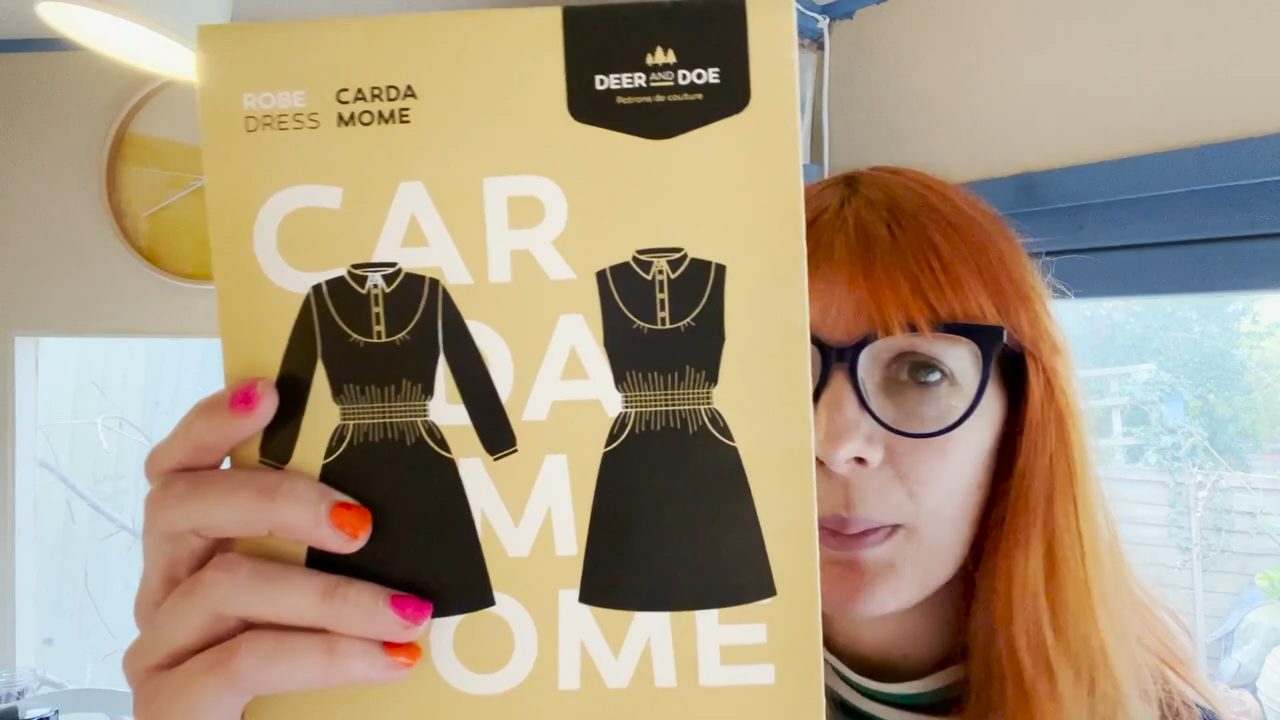 ROBE
DRESS
CARDA
MOME
DEER AND DOE
Patrons de couture
CAR
DA
M
OME